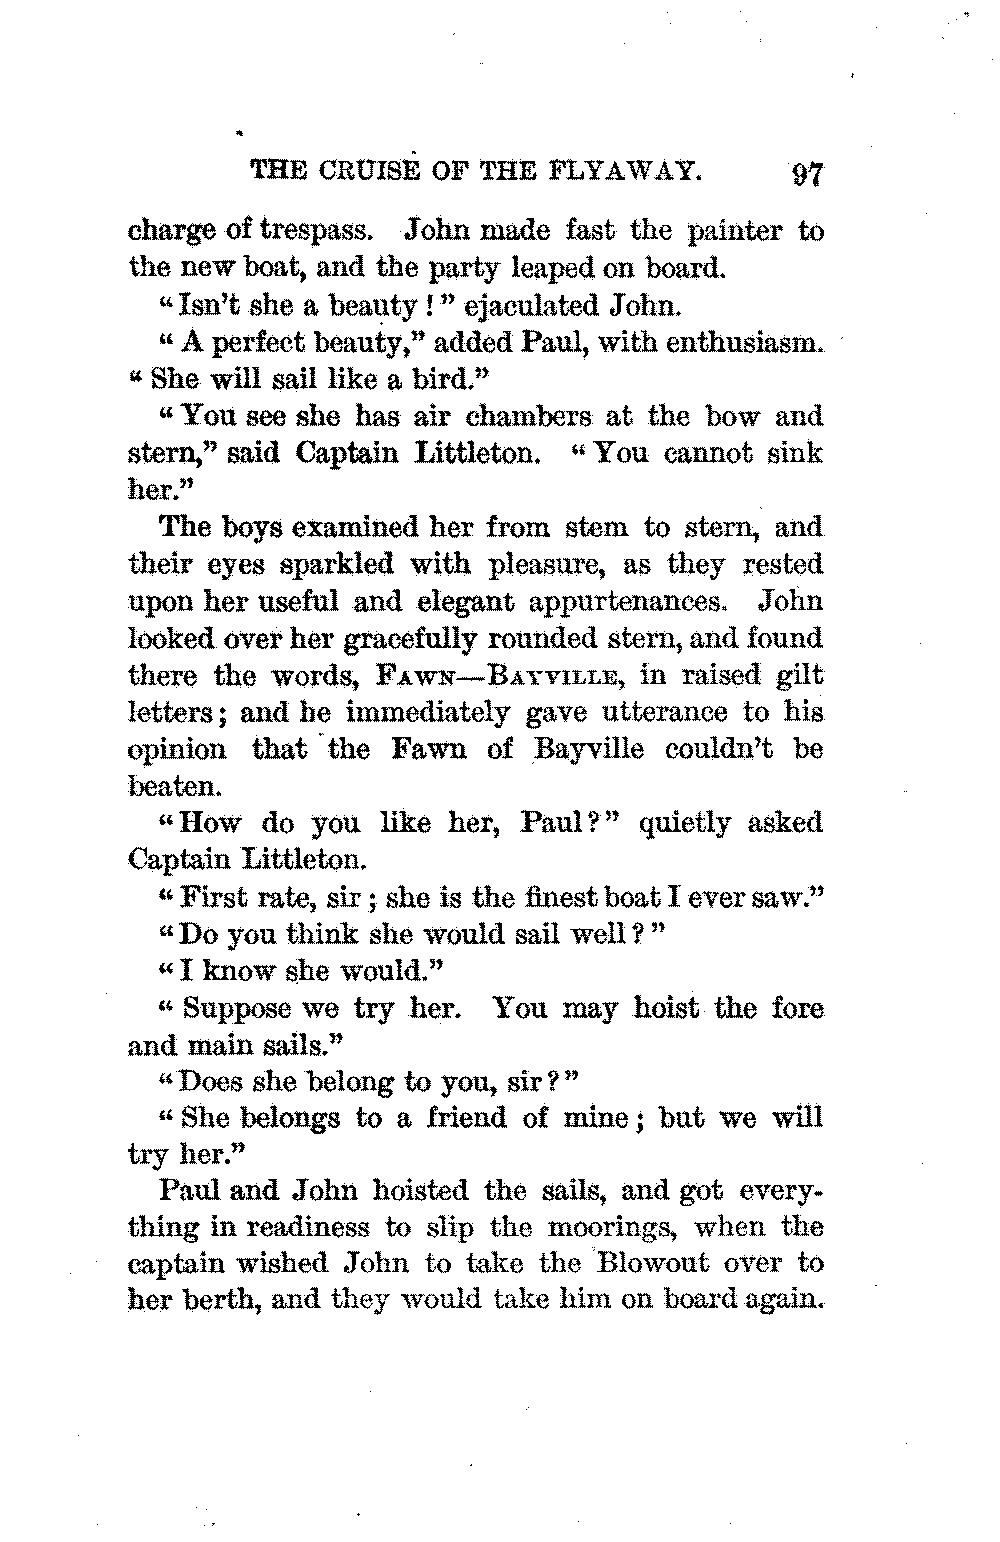 THE CRUISE OF THE FLYAWAY. 97
charge of trespass. John made fast the painter to
the new boat, and the party leaped on board.
“Isn’t she a beauty!” ejaculated John.
“A perfect beauty,” added Paul, with enthusiasm.
“She will sail like a bird.”
“You see she has air chambers at the bow and
stern,” said Captain Littleton. “You cannot sink
her.”
The boys examined her from stem to stern, and
their eyes sparkled with pleasure, as they rested
upon her useful and elegant appurtenances. John
looked over her gracefully rounded stern, and found
there the words, FAWN—BAYVILLE, in raised gilt
letters; and he immediately gave utterance to his
opinion that the Fawn of Bayville couldn’t be
beaten.
“How do you like her, Paul?” quietly asked
Captain Littleton.
“First rate, sir; she is the finest boat I ever saw.”
“Do you think she would sail well?”
“I know she would.”
“Suppose we try her. You may hoist the fore
and main sails.”
“Does she belong to you, sir?”
“She belongs to a friend of mine; but we will
try her.”
Paul and John hoisted the sails, and got every-
thing in readiness to slip the moorings, when the
captain wished John to take the Blowout over to
her berth, and they would take him on board again.